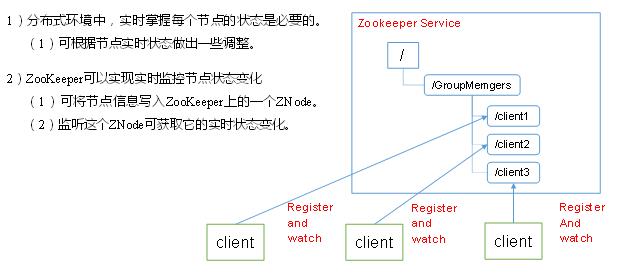 1）分布式环境中，实时掌握每个节点的状态是必要的。
（1）可根据节点实时状态做出一些调整。
2）ZooKeeper可以实现实时监控节点状态变化
（1）可将节点信息写入ZooKeeper上的一个ZNode。
（2）监听这个ZNode可获取它的实时状态变化。
Zookeeper Service
/
/GroupMemgers
/client1
/client2
/client3
Register
and
watch
Register
and
watch
Register
And
watch
client
client
client